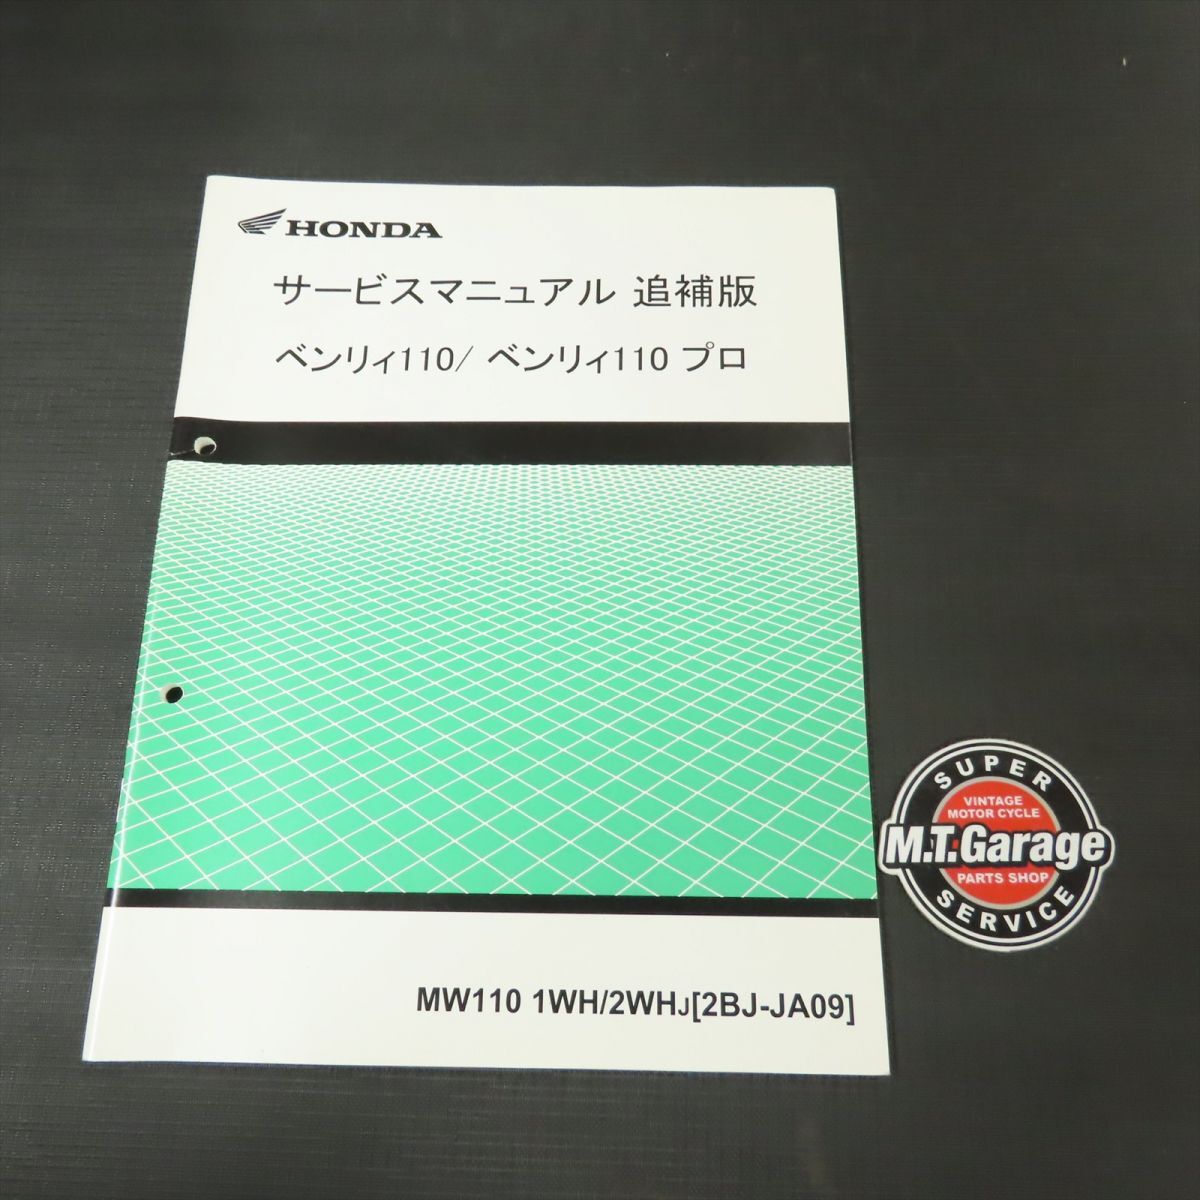 HONDA
サービスマニュアル 追補版
ベンリィ110/ ベンリィ110 プロ
MW110 1WH/2WHJ[2BJ-JA09]
SUPER
VINTAGE
MOTOR CYCLE
M.T.Garage
PARTS SHOP
SERVICE